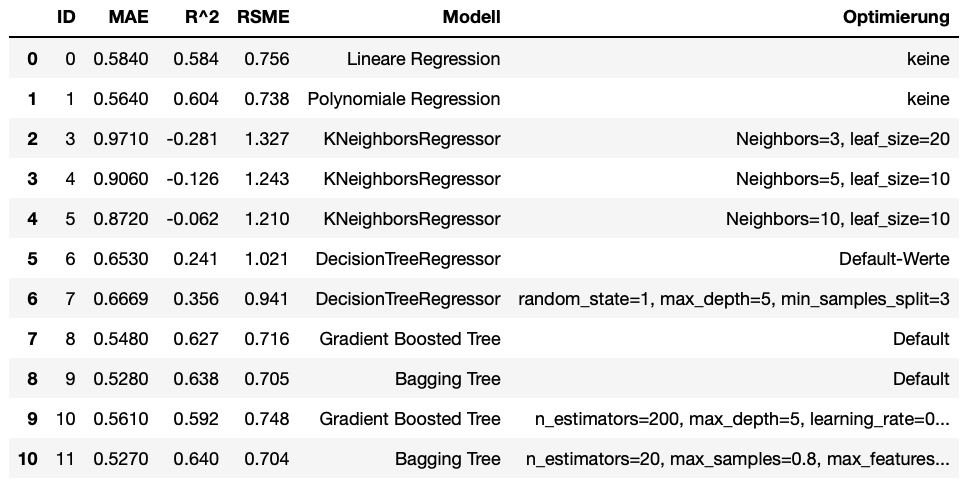 ID MAE R^2 RSME Modell Optimierung
0 0 0.5840 0.584 0.756 Lineare Regression keine
1 1 0.5640 0.604 0.738 Polynomiale Regression keine
2 3 0.9710 -0.281 1.327 KNeighborsRegressor Neighbors=3, leaf_size=20
3 4 0.9060 -0.126 1.243 KNeighborsRegressor Neighbors=5, leaf_size=10
4 5 0.8720 -0.062 1.210 KNeighborsRegressor Neighbors=10, leaf_size=10
5 6 0.6530 0.241 1.021 DecisionTreeRegressor Default-Werte
6 7 0.6669 0.356 0.941 DecisionTreeRegressor random_state=1, max_depth=5, min_samples_split=3
7 8 0.5480 0.627 0.716 Gradient Boosted Tree Default
8 9 0.5280 0.638 0.705 Bagging Tree Default
9 10 0.5610 0.592 0.748 Gradient Boosted Tree n_estimators=200, max_depth=5, learning_rate=0...
10 11 0.5270 0.640 0.704 Bagging Tree n_estimators=20, max_samples=0.8, max_features...